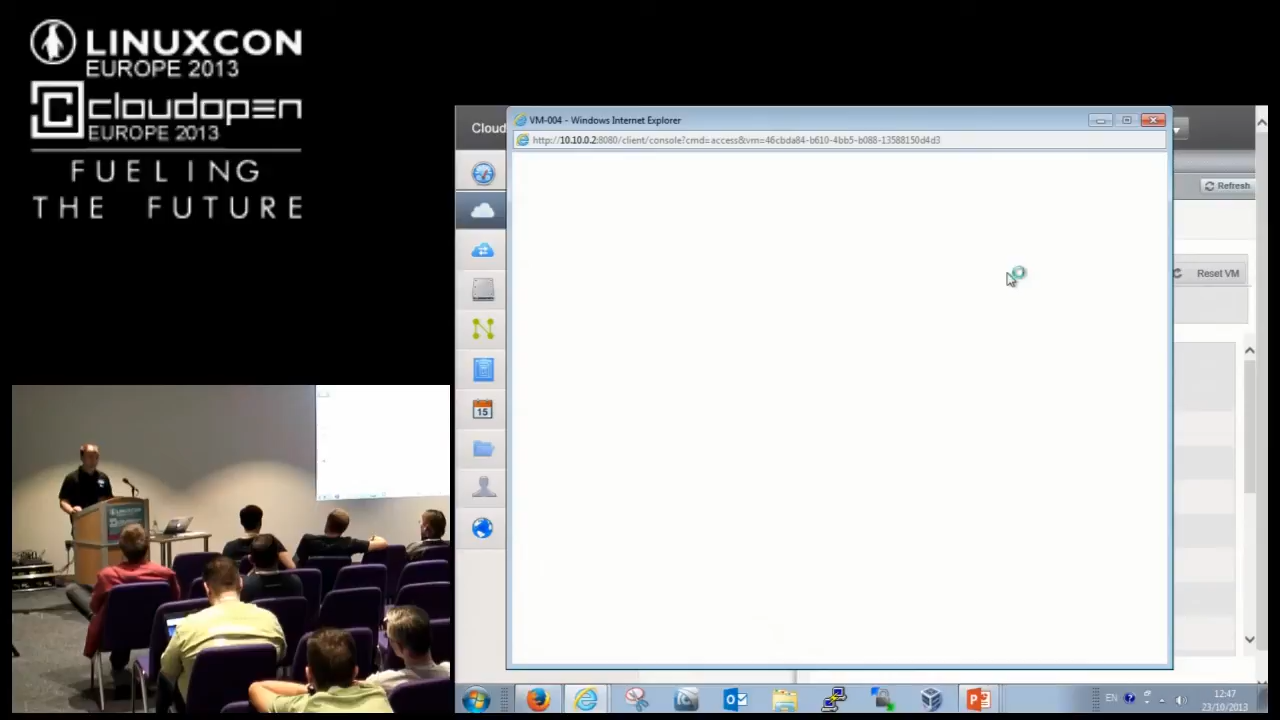 LINUXCON
EUROPE 2013
cloudopen
EUROPE 2013
FUELING
THE FUTURE
Cloud
VM-004 - Windows Internet Explorer
http://10.10.0.2:8080/client/console?cmd=access&vm=46cbda84-b610-4bb5-b088-13588150d4d3
Refresh
Reset VM
15
LINUXCON
EN
12:47
23/10/2013